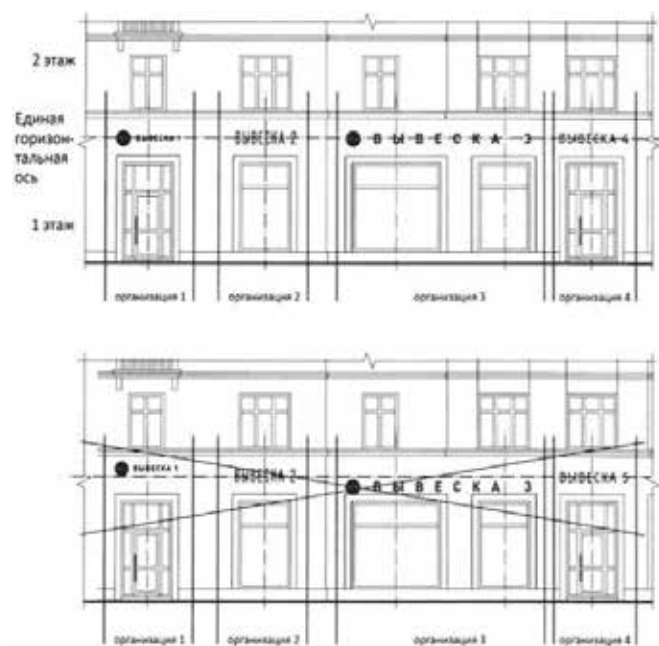 2 этаж
Единая
горизон-
тальная
ось
1 этаж
ВЫВЕСКА 1
ВЫВЕСКА 2
ВЫВЕСКА 3
ВЫВЕСКА 4
организация 1
организация 2
организация 3
организация 4
ВЫВЕСКА 1
ВЫВЕСКА 2
ВЫВЕСКА 3
ВЫВЕСКА 5
организация 1
организация 2
организация 3
организация 4